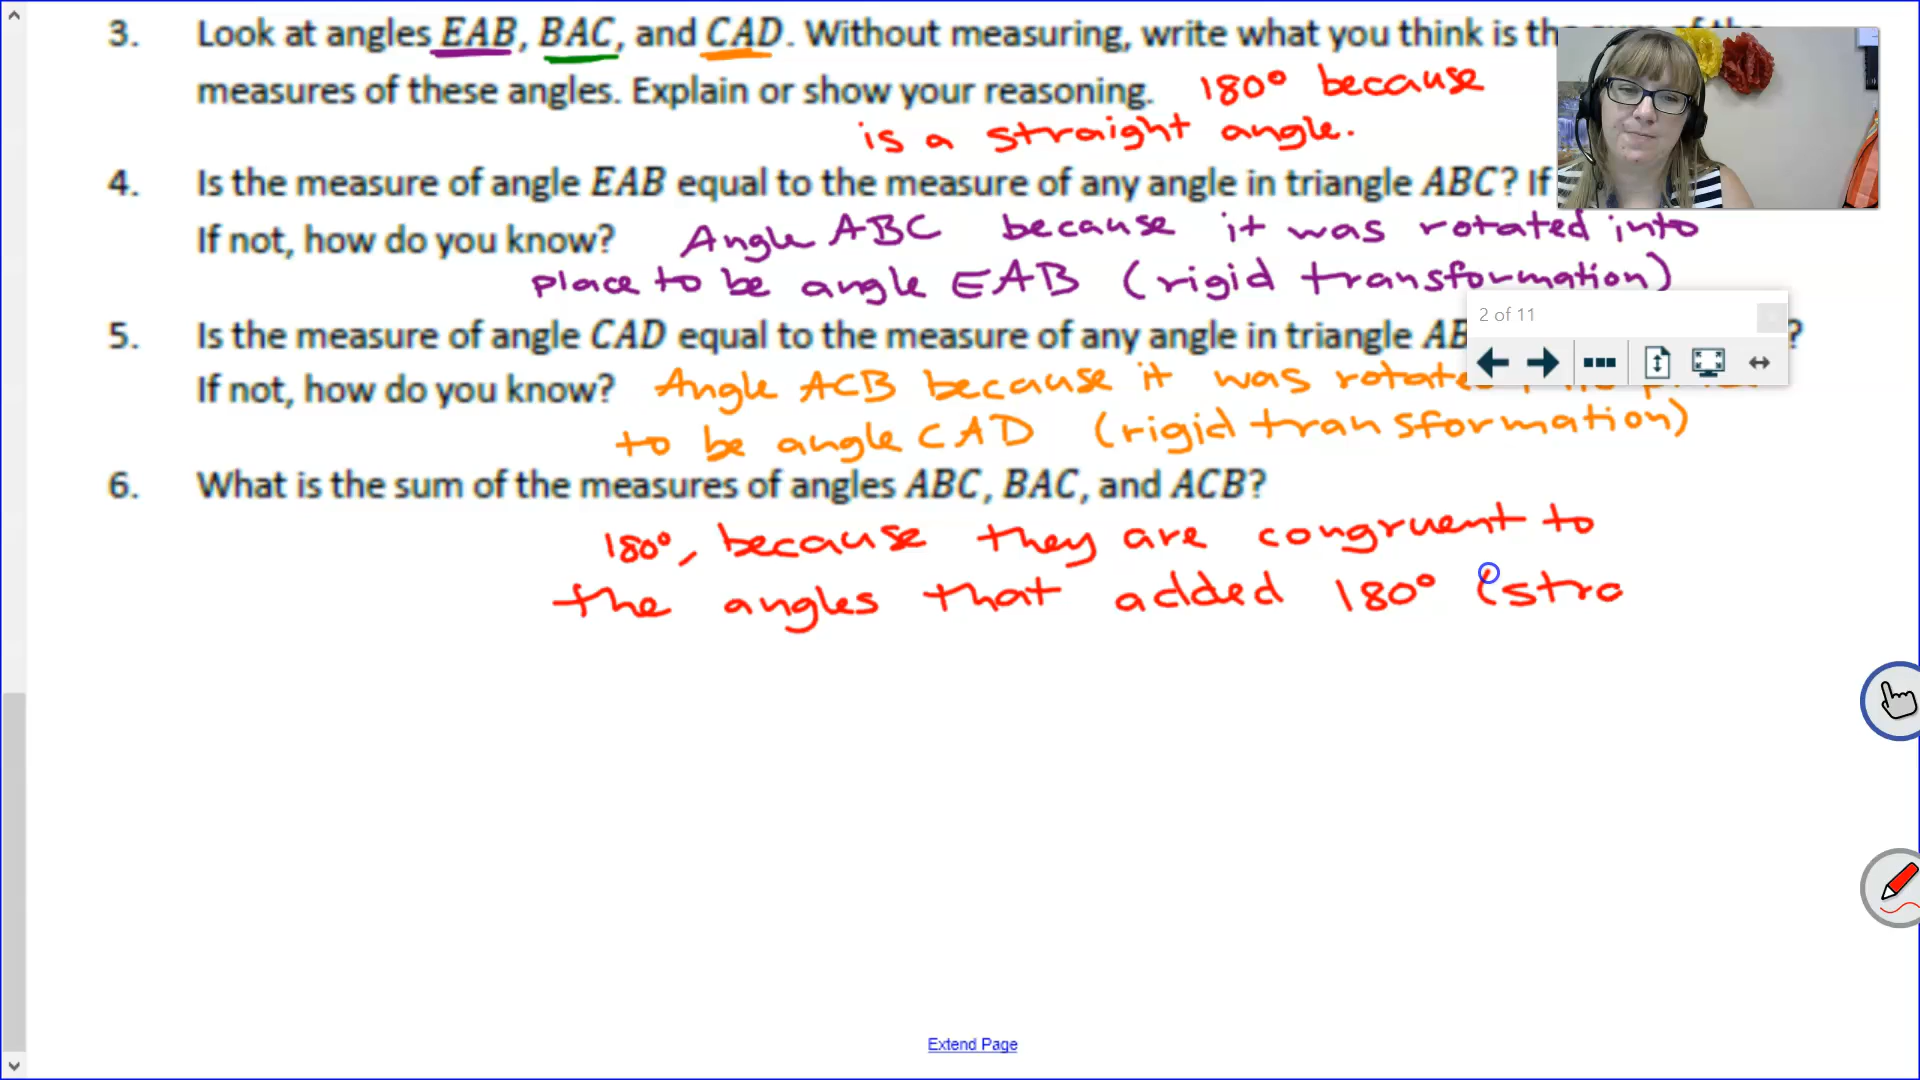 3. Look at angles EAB, BAC, and CAD. Without measuring, write what you think is the sum of the
measures of these angles. Explain or show your reasoning. 180° because
is a straight angle.
4. Is the measure of angle EAB equal to the measure of any angle in triangle ABC? If
If not, how do you know? Angle ABC because it was rotated into
place to be angle EAB (rigid transformation)
2 of 11
5. Is the measure of angle CAD equal to the measure of any angle in triangle AB ?
If not, how do you know? Angle ACB because it was rotate
to be angle CAD (rigid transformation)
6. What is the sum of the measures of angles ABC, BAC, and ACB?
180°, because they are congruent to
the angles that added 180° (stra
Extend Page